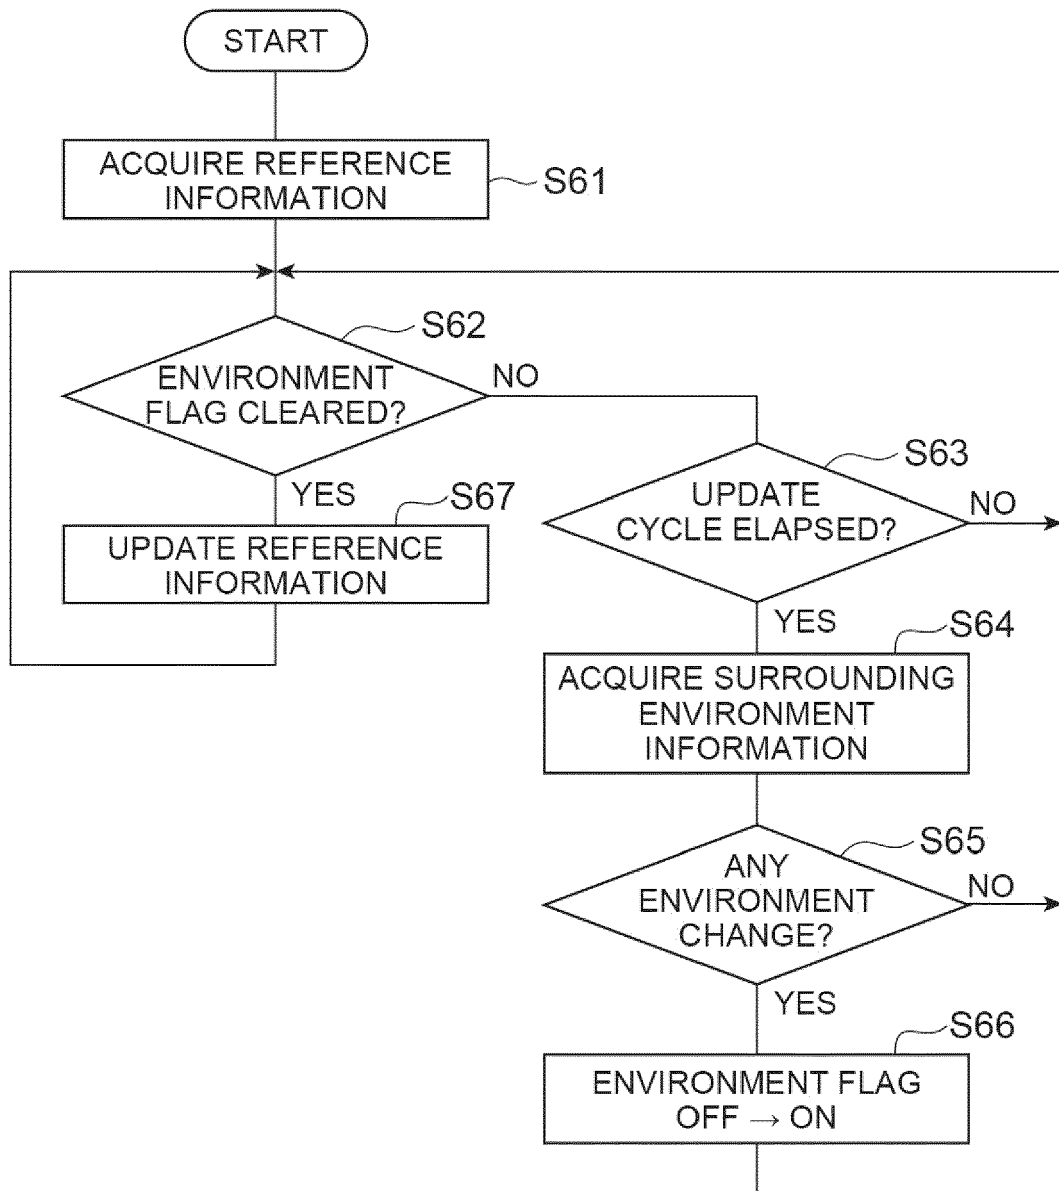 START
ACQUIRE REFERENCE
INFORMATION
S61
S62
ENVIRONMENT
FLAG CLEARED?
NO
YES
S67
UPDATE REFERENCE
INFORMATION
S63
UPDATE
CYCLE ELAPSED?
NO
YES
S64
ACQUIRE SURROUNDING
ENVIRONMENT
INFORMATION
S65
ANY
ENVIRONMENT
CHANGE?
NO
YES
S66
ENVIRONMENT FLAG
OFF → ON